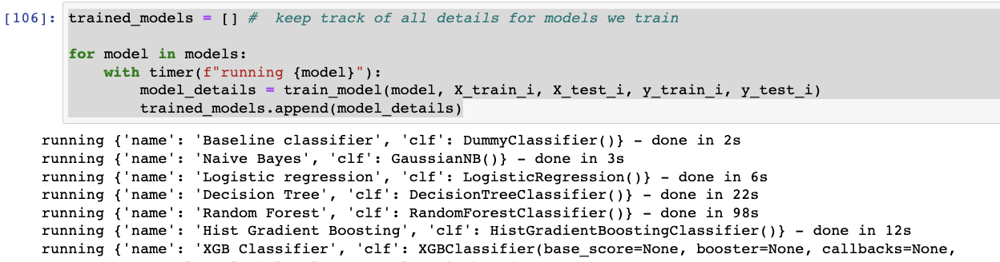 [106]: trained_models = [] #  keep track of all details for models we train
for model in models:
    with timer(f"running {model}"):
        model_details = train_model(model, X_train_i, X_test_i, y_train_i, y_test_i)
        trained_models.append(model_details)
running {'name': 'Baseline classifier', 'clf': DummyClassifier()} - done in 2s
running {'name': 'Naive Bayes', 'clf': GaussianNB()} - done in 3s
running {'name': 'Logistic regression', 'clf': LogisticRegression()} - done in 6s
running {'name': 'Decision Tree', 'clf': DecisionTreeClassifier()} - done in 22s
running {'name': 'Random Forest', 'clf': RandomForestClassifier()} - done in 98s
running {'name': 'Hist Gradient Boosting', 'clf': HistGradientBoostingClassifier()} - done in 12s
running {'name': 'XGB Classifier', 'clf': XGBClassifier(base_score=None, booster=None, callbacks=None,